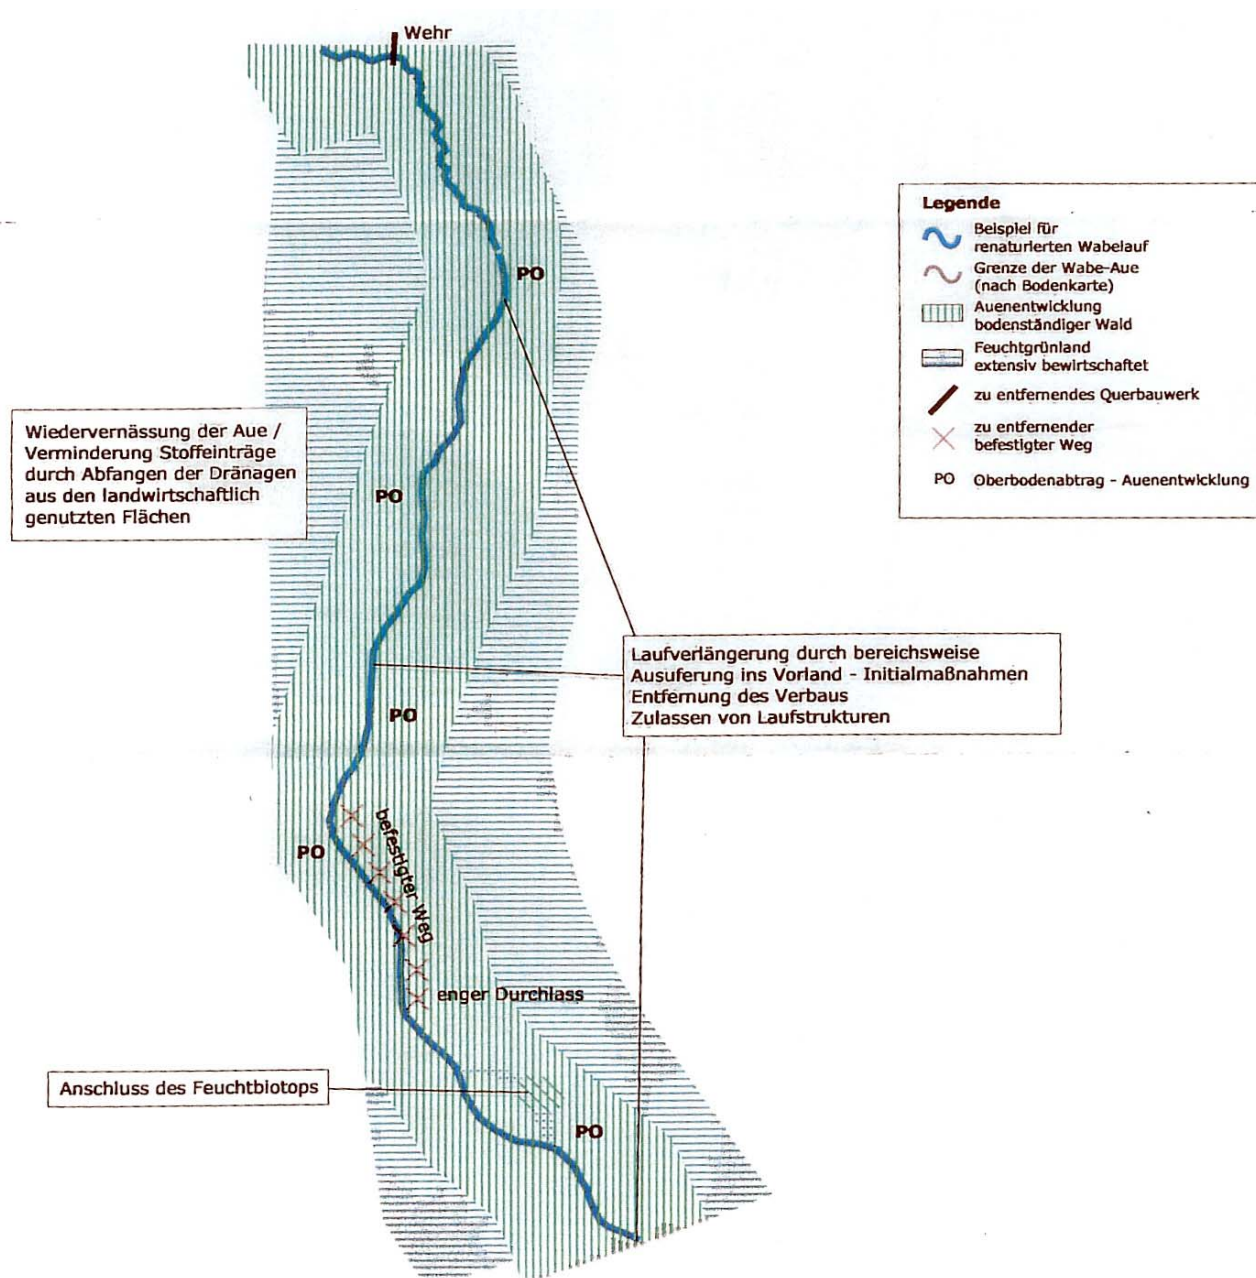 Wehr
Legende
Beispiel für
renaturierten Wabelauf
Grenze der Wabe-Aue
(nach Bodenkarte)
Auenentwicklung
bodenständiger Wald
Feuchtgrünland
extensiv bewirtschaftet
zu entfernendes Querbauwerk
zu entfernender
befestigter Weg
PO Oberbodenabtrag - Auenentwicklung
PO
Wiedervernässung der Aue /
Verminderung Stoffeinträge
durch Abfangen der Dränagen
aus den landwirtschaftlich
genutzten Flächen
PO
Laufverlängerung durch bereichsweise
Ausuferung ins Vorland - Initialmaßnahmen
Entfernung des Verbaus
Zulassen von Laufstrukturen
PO
befestigter Weg
PO
enger Durchlass
Anschluss des Feuchtbiotops
PO